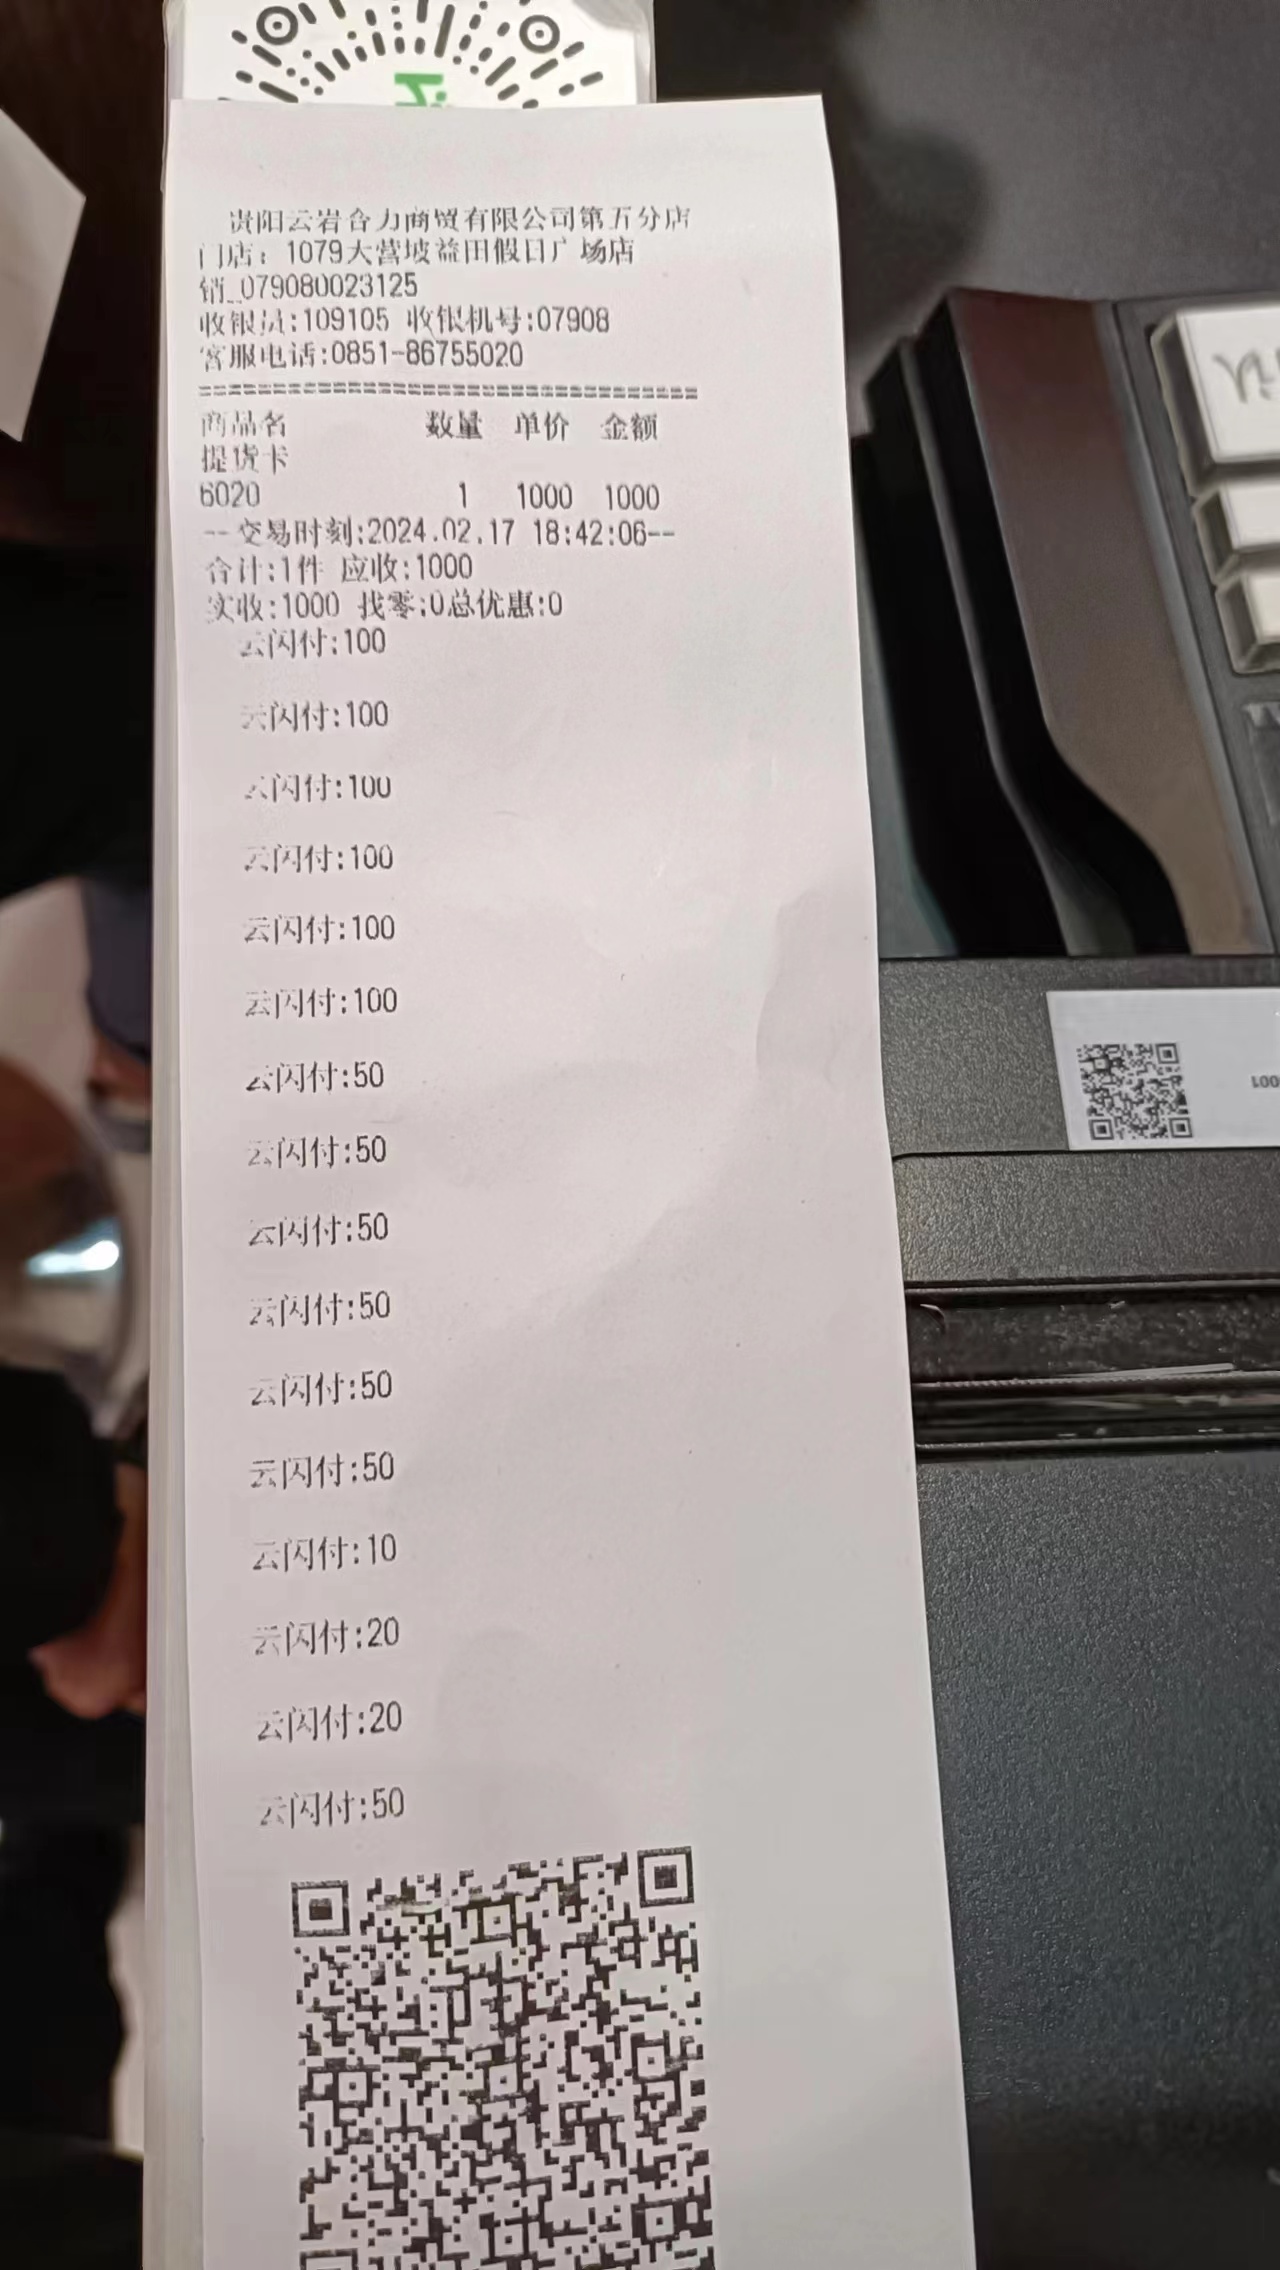 贵阳云岩合力商贸有限公司第五分店
门店：1079大营坡益田假日广场店
销_079080023125
收银员:109105 收银机号:07908
客服电话:0851-86755020
==================================
商品名 数量 单价 金额
提货卡
6020 1 1000 1000
--交易时刻:2024.02.17 18:42:06--
合计:1件 应收:1000
实收:1000 找零:0总优惠:0
云闪付:100
云闪付:100
云闪付:100
云闪付:100
云闪付:100
云闪付:100
云闪付:50
云闪付:50
云闪付:50
云闪付:50
云闪付:50
云闪付:50
云闪付:10
云闪付:20
云闪付:20
云闪付:50